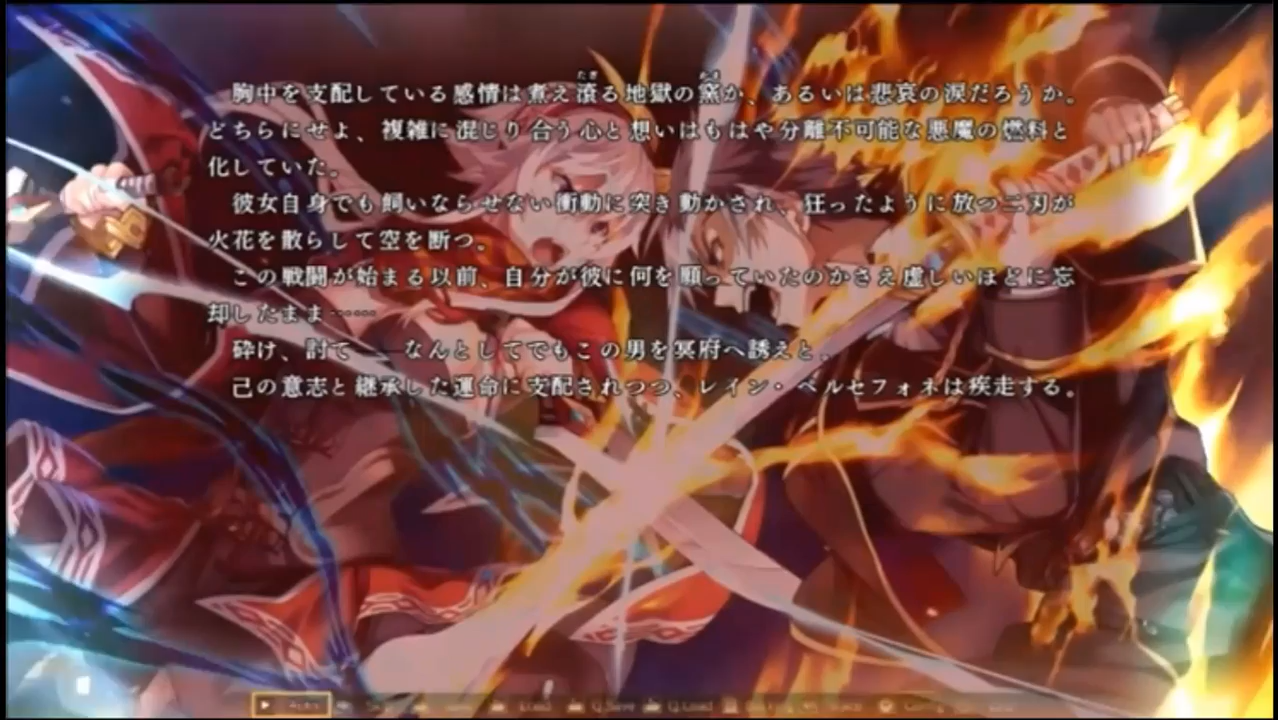 胸中を支配している感情は煮え滾る地獄の窯か、あるいは悲哀の涙だろうか。
どちらにせよ、複雑に混じり合う心と想いはもはや分離不可能な悪魔の燃料と
化していた。
彼女自身でも飼いならせない衝動に突き動かされ、狂ったように放つ二刃が
火花を散らして空を断つ。
この戦闘が始まる以前、自分が彼に何を願っていたのかさえ虚しいほどに忘
却したまま……
砕け、討て――なんとしてでもこの男を冥府へ誘えと。
己の意志と継承した運命に支配されつつ、レイン・ペルセフォネは疾走する。
Auto Load Q.Save Q.Load